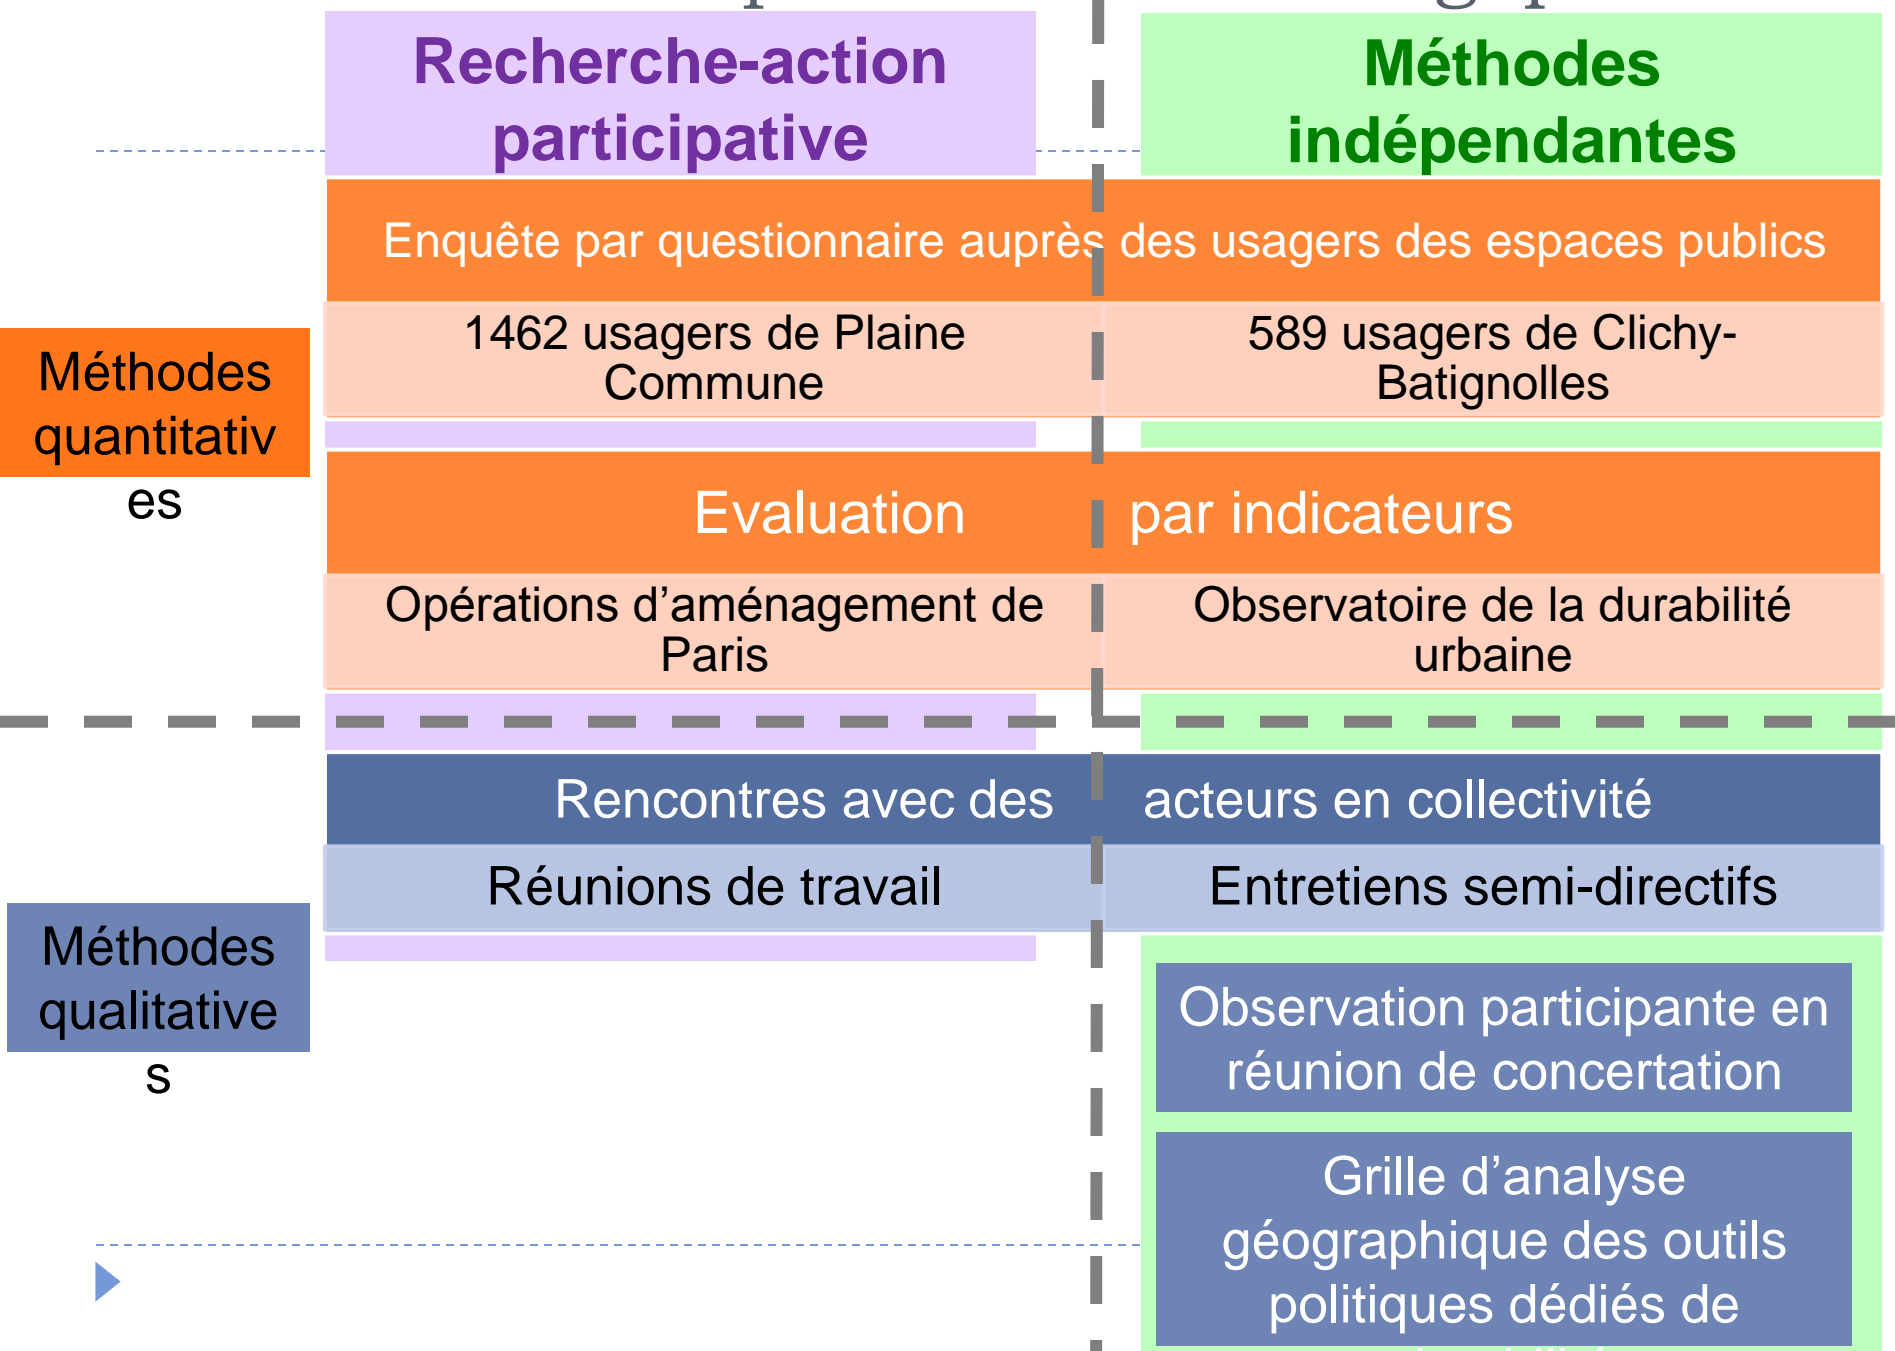 Recherche-action
participative
Méthodes
indépendantes
Enquête par questionnaire auprès des usagers des espaces publics
1462 usagers de Plaine
Commune
589 usagers de Clichy-
Batignolles
Méthodes
quantitativ
es
Evaluation par indicateurs
Opérations d’aménagement de
Paris
Observatoire de la durabilité
urbaine
Rencontres avec des acteurs en collectivité
Réunions de travail
Entretiens semi-directifs
Méthodes
qualitative
s
Observation participante en
réunion de concertation
Grille d’analyse
géographique des outils
politiques dédiés de